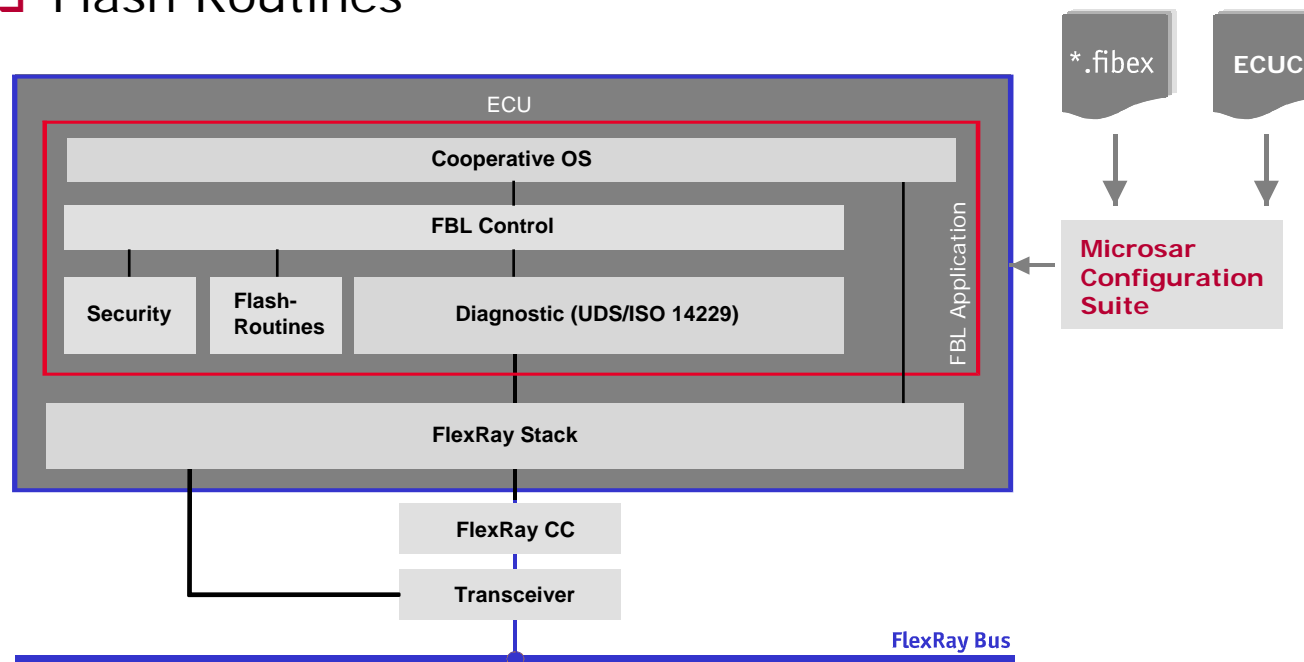 Flash Routines
*.fibex
ECUC
ECU
Cooperative OS
FBL Control
Security
Flash-
Routines
Diagnostic (UDS/ISO 14229)
FBL Application
Microsar
Configuration
Suite
FlexRay Stack
FlexRay CC
Transceiver
FlexRay Bus